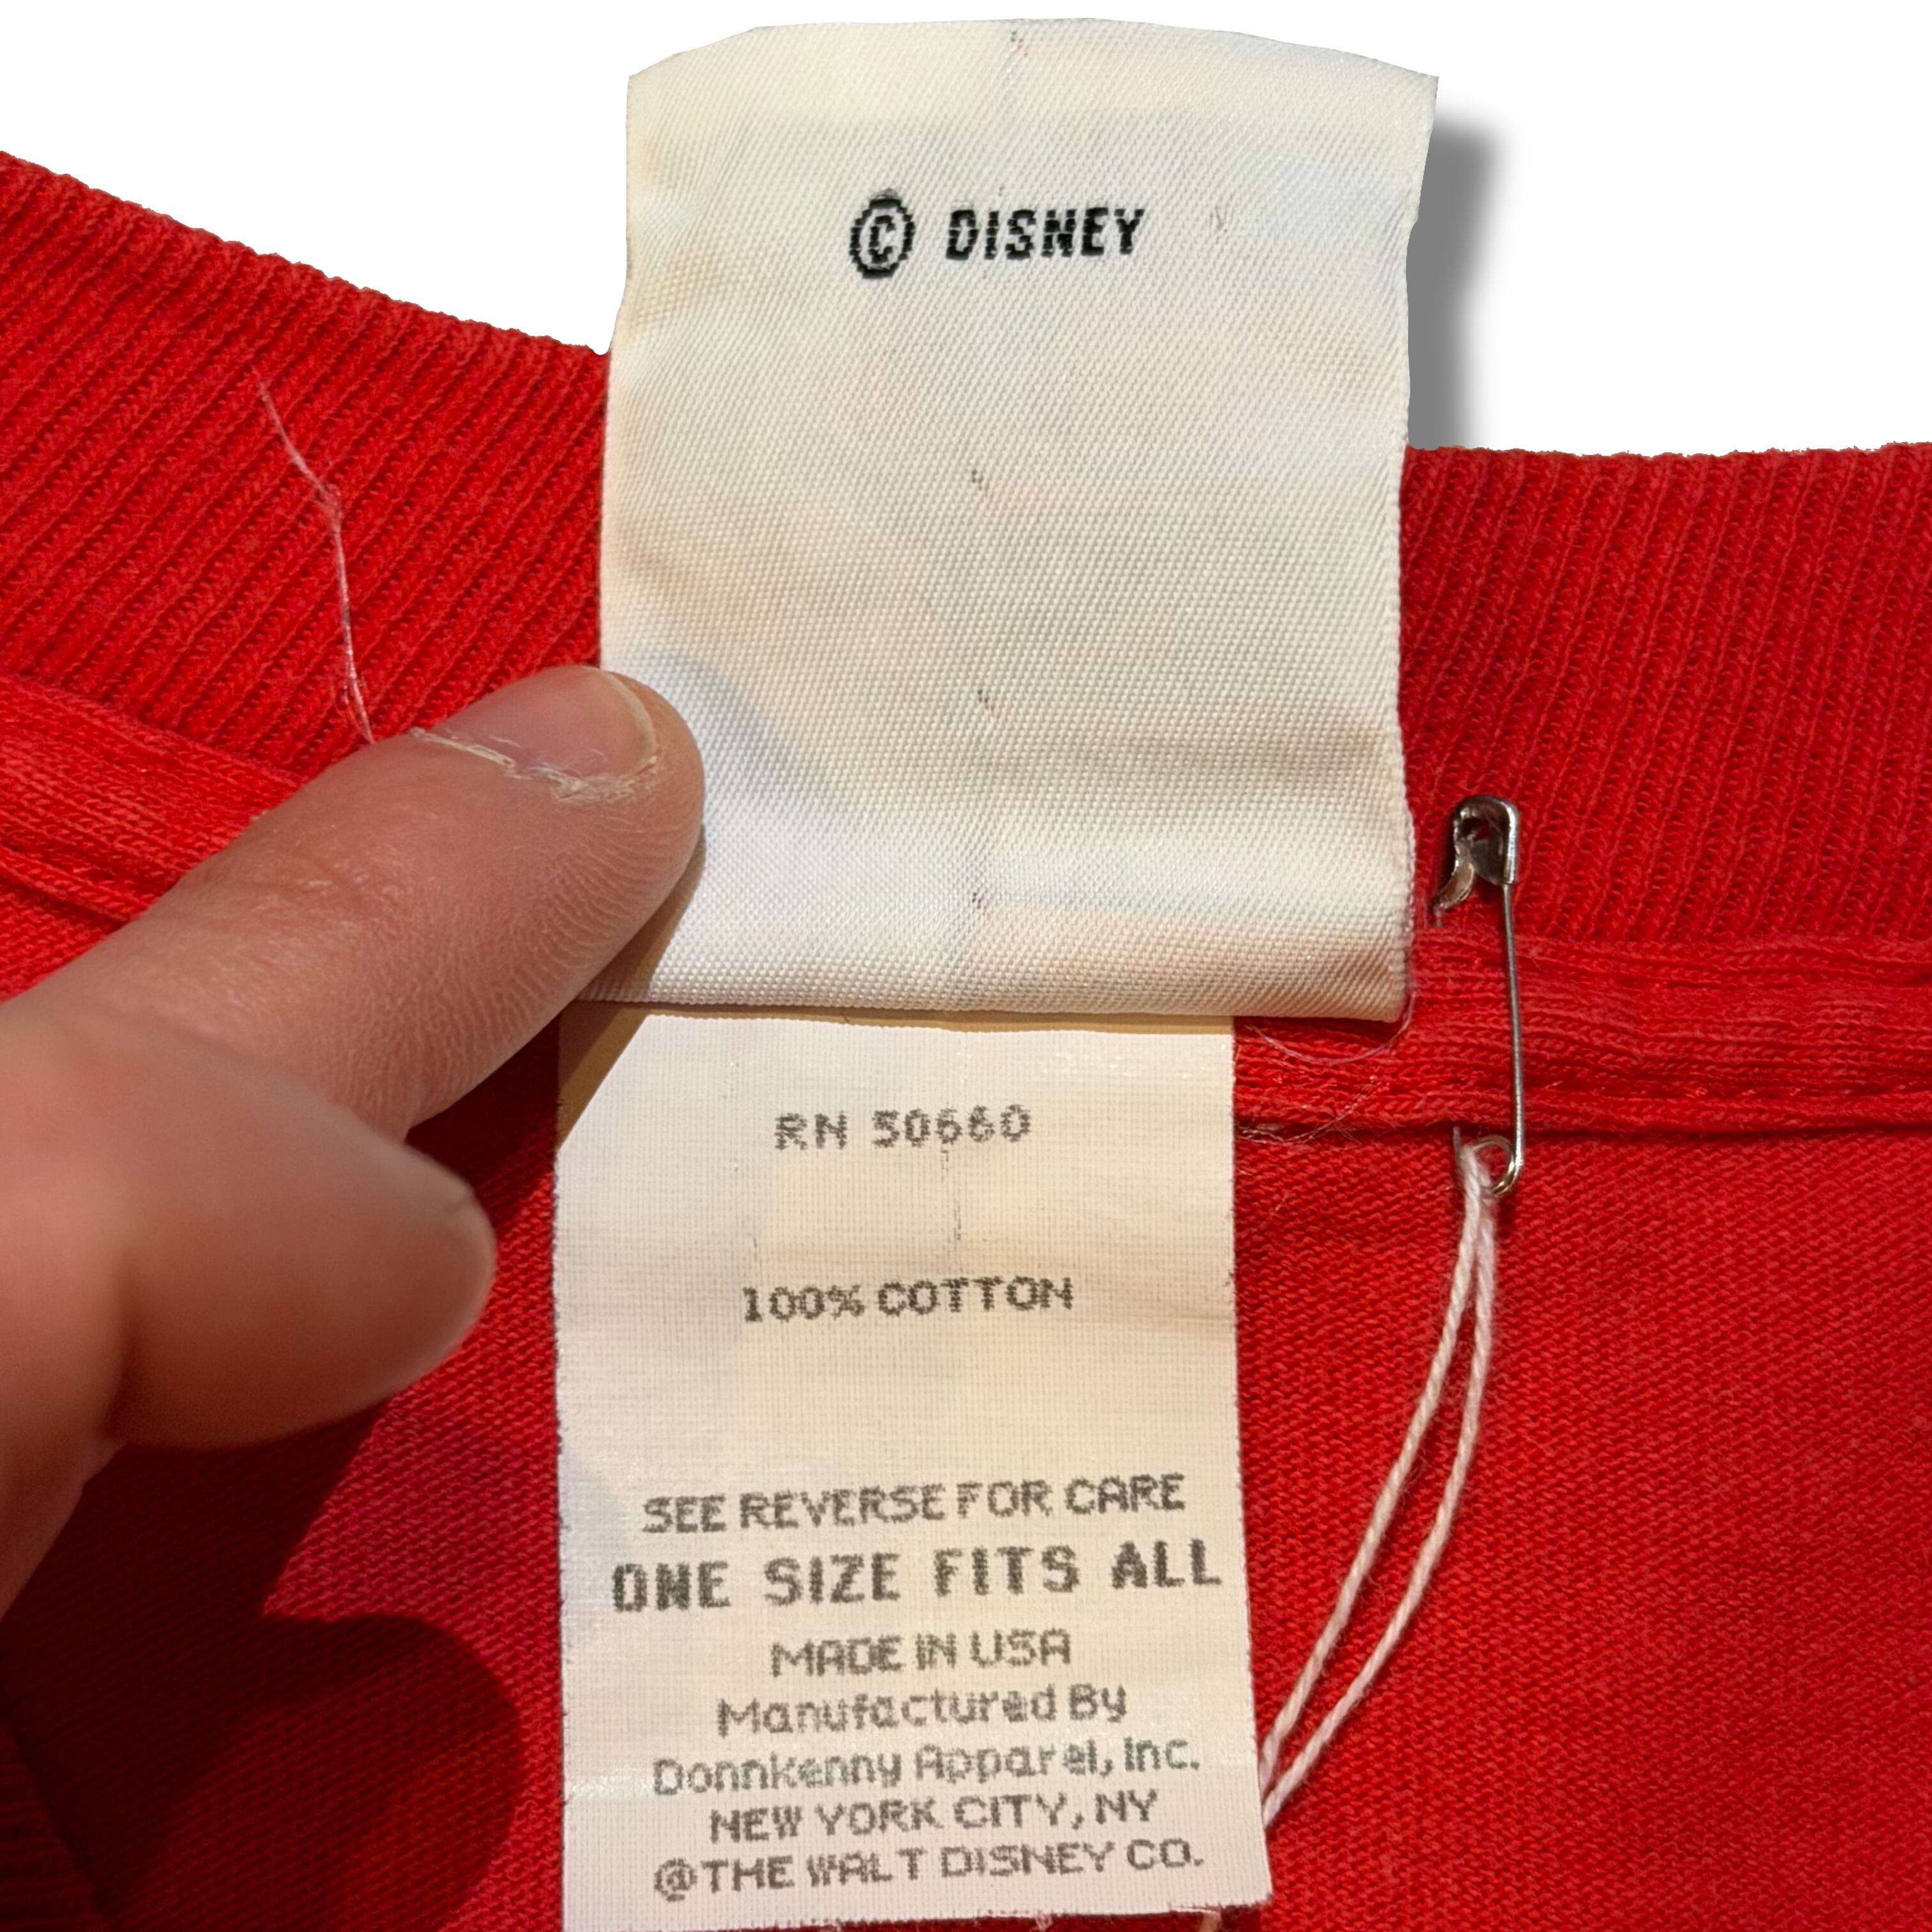 © DISNEY
RN 50660
100% COTTON
SEE REVERSE FOR CARE
ONE SIZE FITS ALL
MADE IN USA
Manufactured By
Donnkenny Apparel, Inc.
NEW YORK CITY, NY
@THE WALT DISNEY CO.